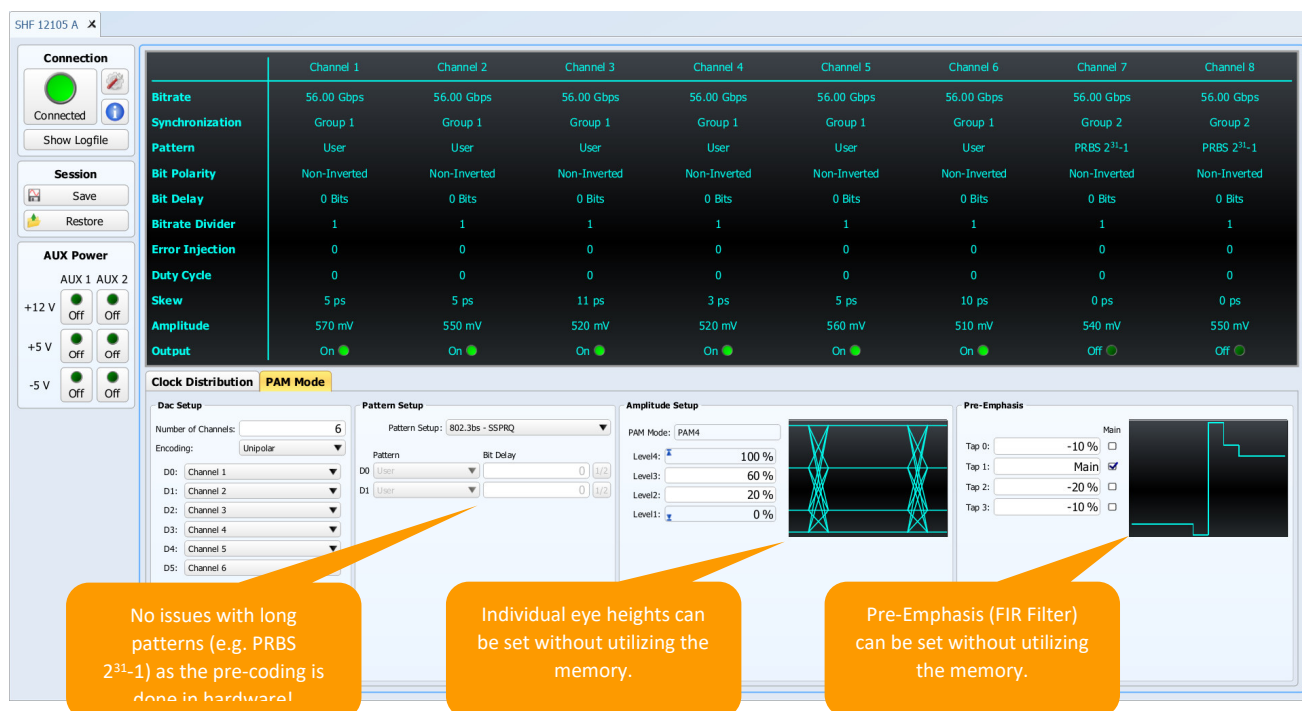 SHF 12105 A
Connection
Connected
Show Logfile
Session
Save
Restore
AUX Power
AUX 1 AUX 2
+12 V Off Off
+5 V Off Off
-5 V Off Off
Channel 1 Channel 2 Channel 3 Channel 4 Channel 5 Channel 6 Channel 7 Channel 8
Bitrate 56.00 Gbps 56.00 Gbps 56.00 Gbps 56.00 Gbps 56.00 Gbps 56.00 Gbps 56.00 Gbps 56.00 Gbps
Synchronization Group 1 Group 1 Group 1 Group 1 Group 1 Group 1 Group 2 Group 2
Pattern User User User User User User PRBS 2³¹-1 PRBS 2³¹-1
Bit Polarity Non-Inverted Non-Inverted Non-Inverted Non-Inverted Non-Inverted Non-Inverted Non-Inverted Non-Inverted
Bit Delay 0 Bits 0 Bits 0 Bits 0 Bits 0 Bits 0 Bits 0 Bits 0 Bits
Bitrate Divider 1 1 1 1 1 1 1 1
Error Injection 0 0 0 0 0 0 0 0
Duty Cycle 0 0 0 0 0 0 0 0
Skew 5 ps 5 ps 11 ps 3 ps 5 ps 10 ps 0 ps 0 ps
Amplitude 570 mV 550 mV 520 mV 520 mV 560 mV 510 mV 540 mV 550 mV
Output On On On On On On Off Off
Clock Distribution PAM Mode
Dac Setup
Number of Channels: 6
Encoding: Unipolar
D0: Channel 1
D1: Channel 2
D2: Channel 3
D3: Channel 4
D4: Channel 5
D5: Channel 6
Pattern Setup
Pattern Setup: 802.3bs - SSPRQ
Pattern Bit Delay
D0 User 0 1/2
D1 User 0 1/2
Amplitude Setup
PAM Mode: PAM4
Level4: 100 %
Level3: 60 %
Level2: 20 %
Level1: 0 %
Pre-Emphasis
Main
Tap 0: -10 %
Tap 1: Main
Tap 2: -20 %
Tap 3: -10 %
No issues with long
patterns (e.g. PRBS
2³¹-1) as the pre-coding is
done in hardware!
Individual eye heights can
be set without utilizing the
memory.
Pre-Emphasis (FIR Filter)
can be set without utilizing
the memory.